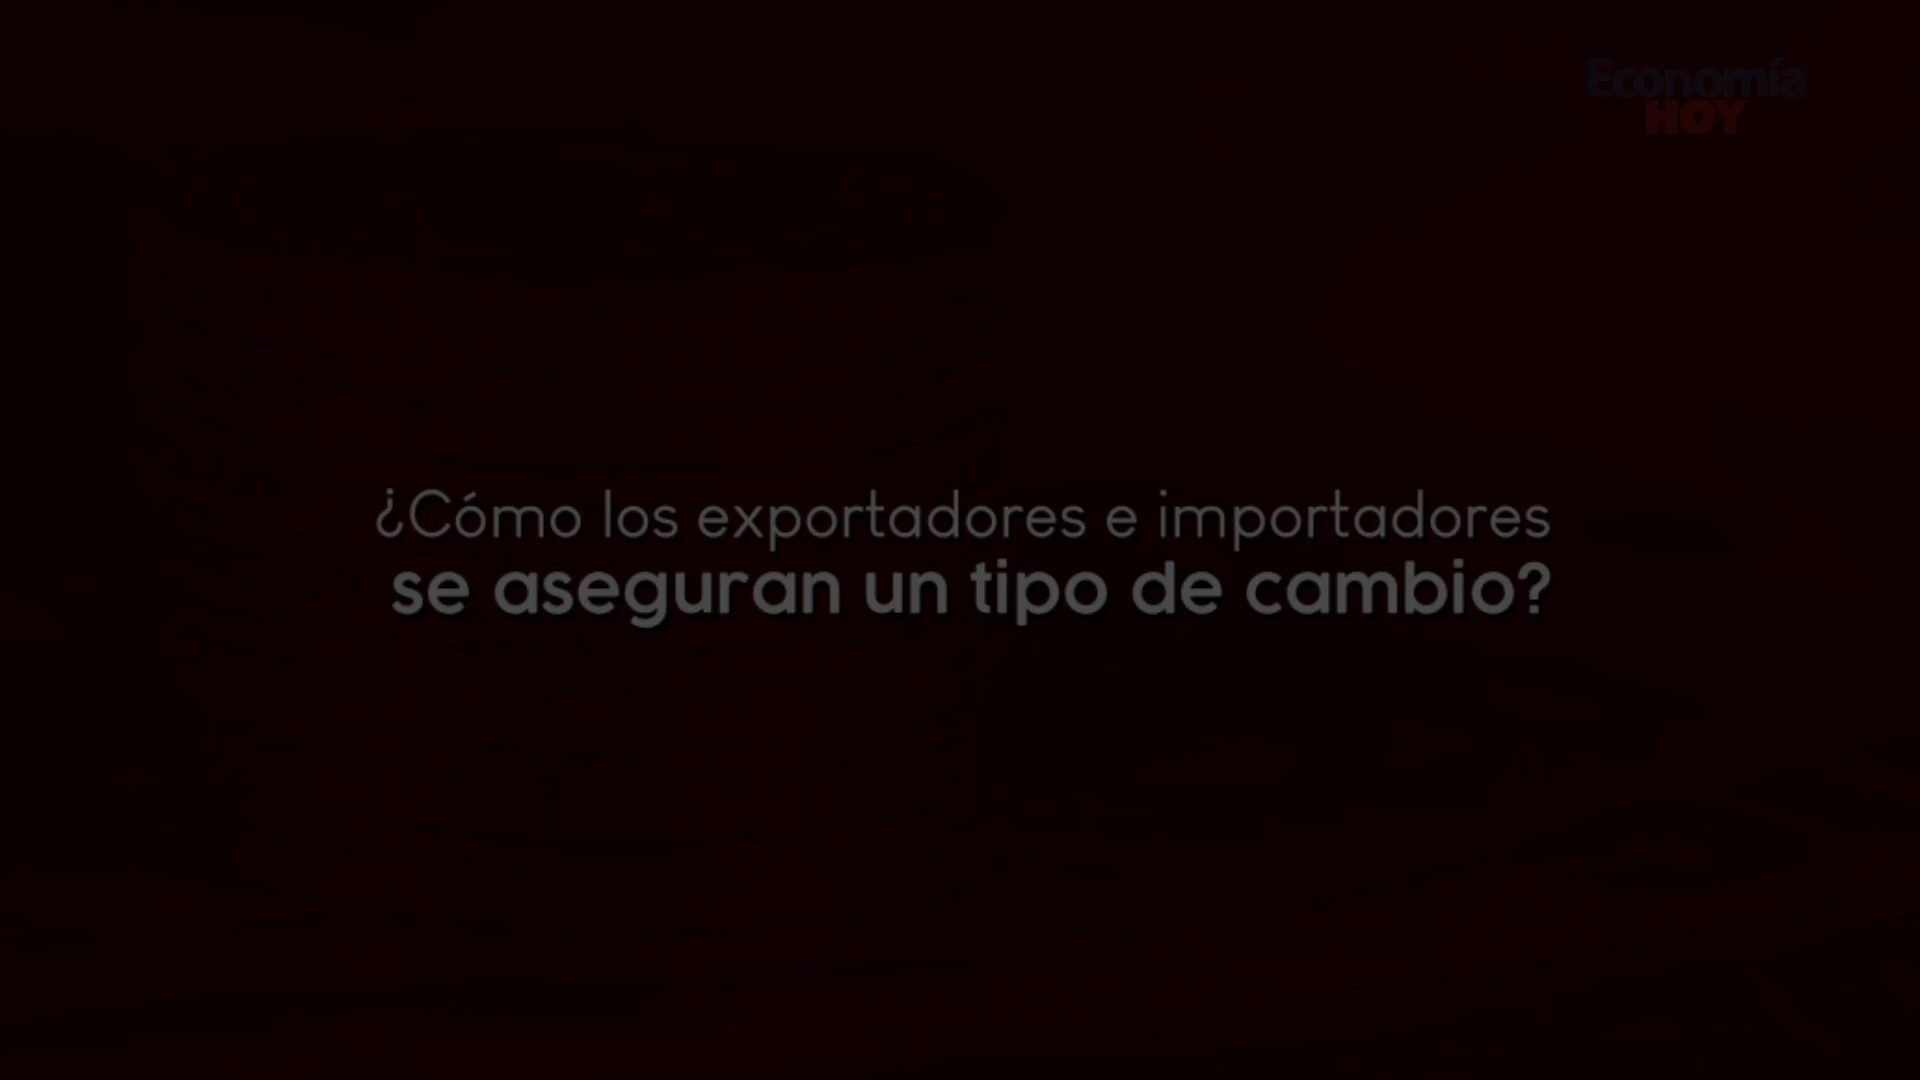 Economía
HOY
¿Cómo los exportadores e importadores
se aseguran un tipo de cambio?